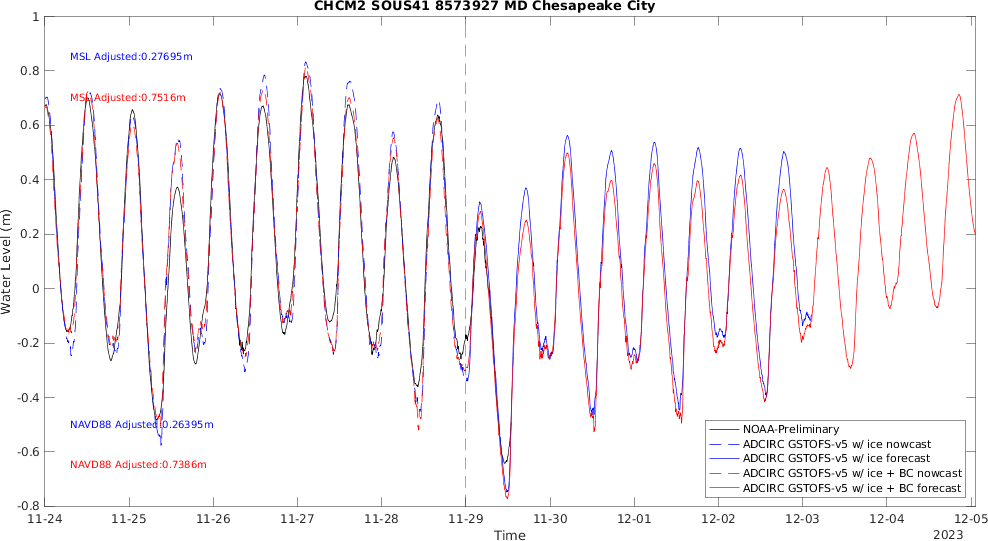 CHCM2 SOUS41 8573927 MD Chesapeake City
1
0.8
0.6
0.4
0.2
0
-0.2
-0.4
-0.6
-0.8
Water Level (m)
MSL Adjusted:0.27695m
MSL Adjusted:0.7516m
NAVD88 Adjusted:0.26395m
NAVD88 Adjusted:0.7386m
NOAA-Preliminary
ADCIRC GSTOFS-v5 w/ ice nowcast
ADCIRC GSTOFS-v5 w/ ice forecast
ADCIRC GSTOFS-v5 w/ ice + BC nowcast
ADCIRC GSTOFS-v5 w/ ice + BC forecast
11-24 11-25 11-26 11-27 11-28 11-29 11-30 12-01 12-02 12-03 12-04 12-05
Time
2023